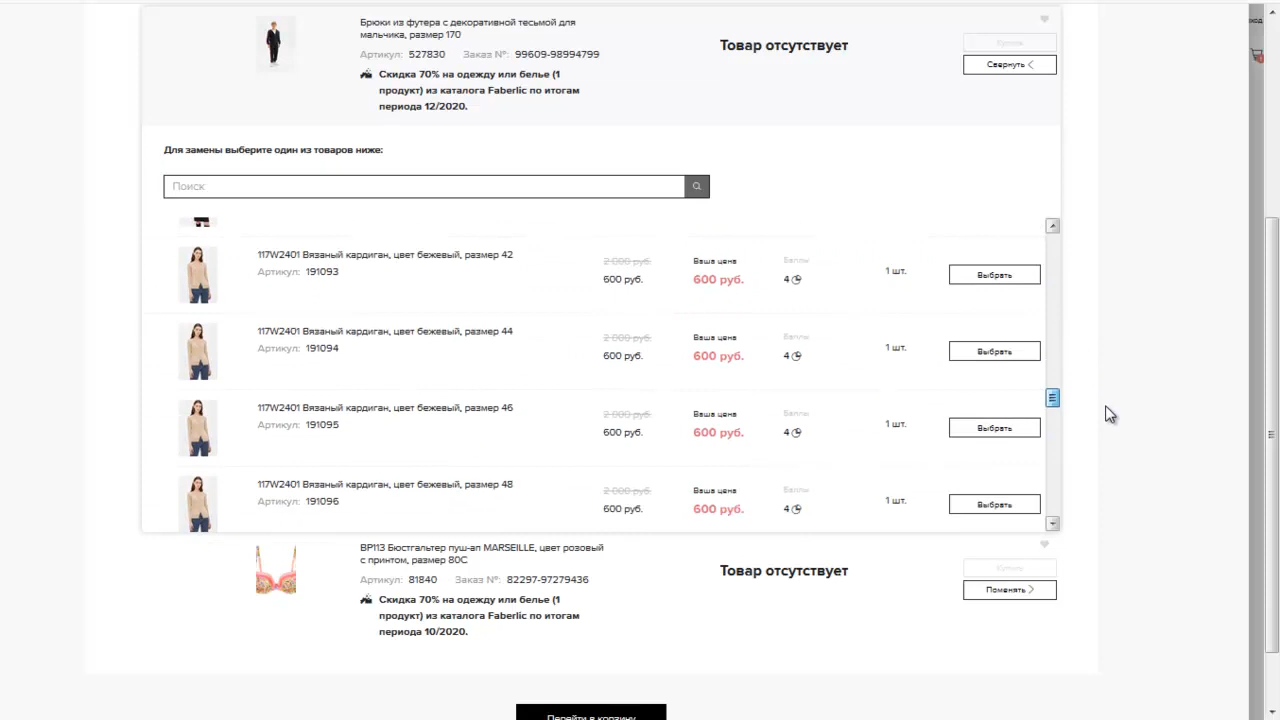 Брюки из футера с декоративной тесьмой для
мальчика, размер 170
Артикул: 527830 Заказ №: 99609-98994799
Скидка 70% на одежду или белье (1
продукт) из каталога Faberlic по итогам
периода 12/2020.
Товар отсутствует
Купить
Свернуть
Для замены выберите один из товаров ниже:
Поиск
117W2401 Вязаный кардиган, цвет бежевый, размер 42
Артикул: 191093
2 000 руб.
600 руб.
Ваша цена
600 руб.
Баллы
4
1 шт.
Выбрать
117W2401 Вязаный кардиган, цвет бежевый, размер 44
Артикул: 191094
2 000 руб.
600 руб.
Ваша цена
600 руб.
Баллы
4
1 шт.
Выбрать
117W2401 Вязаный кардиган, цвет бежевый, размер 46
Артикул: 191095
2 000 руб.
600 руб.
Ваша цена
600 руб.
Баллы
4
1 шт.
Выбрать
117W2401 Вязаный кардиган, цвет бежевый, размер 48
Артикул: 191096
2 000 руб.
600 руб.
Ваша цена
600 руб.
Баллы
4
1 шт.
Выбрать
BP113 Бюстгальтер пуш-ап MARSEILLE, цвет розовый
с принтом, размер 80C
Артикул: 81840 Заказ №: 82297-97279436
Скидка 70% на одежду или белье (1
продукт) из каталога Faberlic по итогам
периода 10/2020.
Товар отсутствует
Купить
Поменять
Перейти в корзину